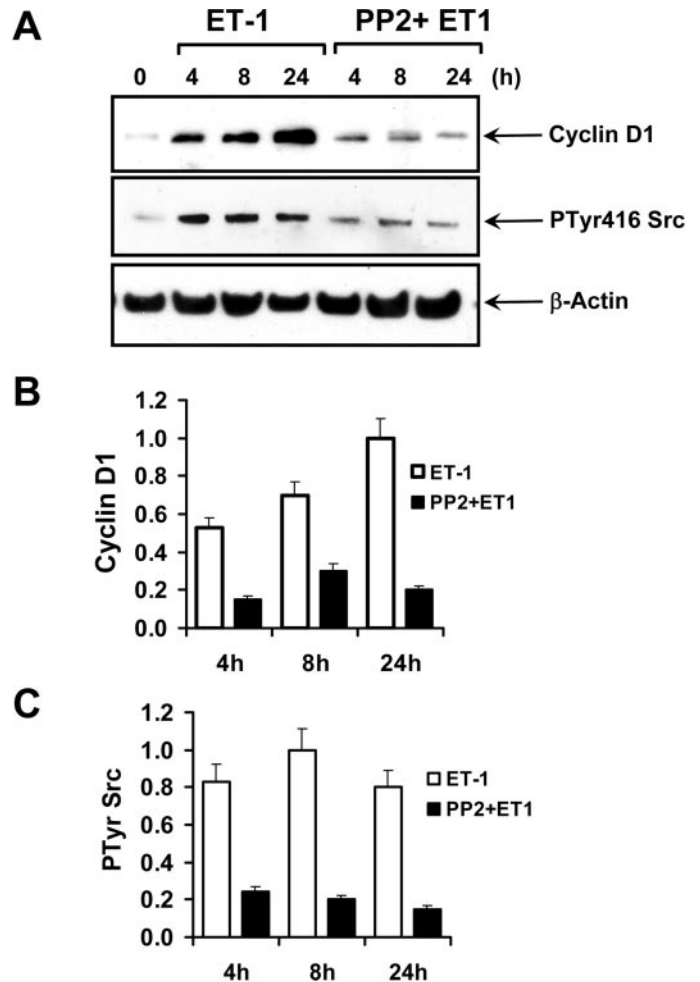 A
ET-1 PP2+ ET1
0 4 8 24 4 8 24 (h)
Cyclin D1
PTyr416 Src
β-Actin
B
Cyclin D1
1.2
1.0
0.8
0.6
0.4
0.2
0.0
ET-1
PP2+ET1
4h 8h 24h
C
PTyr Src
1.2
1.0
0.8
0.6
0.4
0.2
0.0
ET-1
PP2+ET1
4h 8h 24h